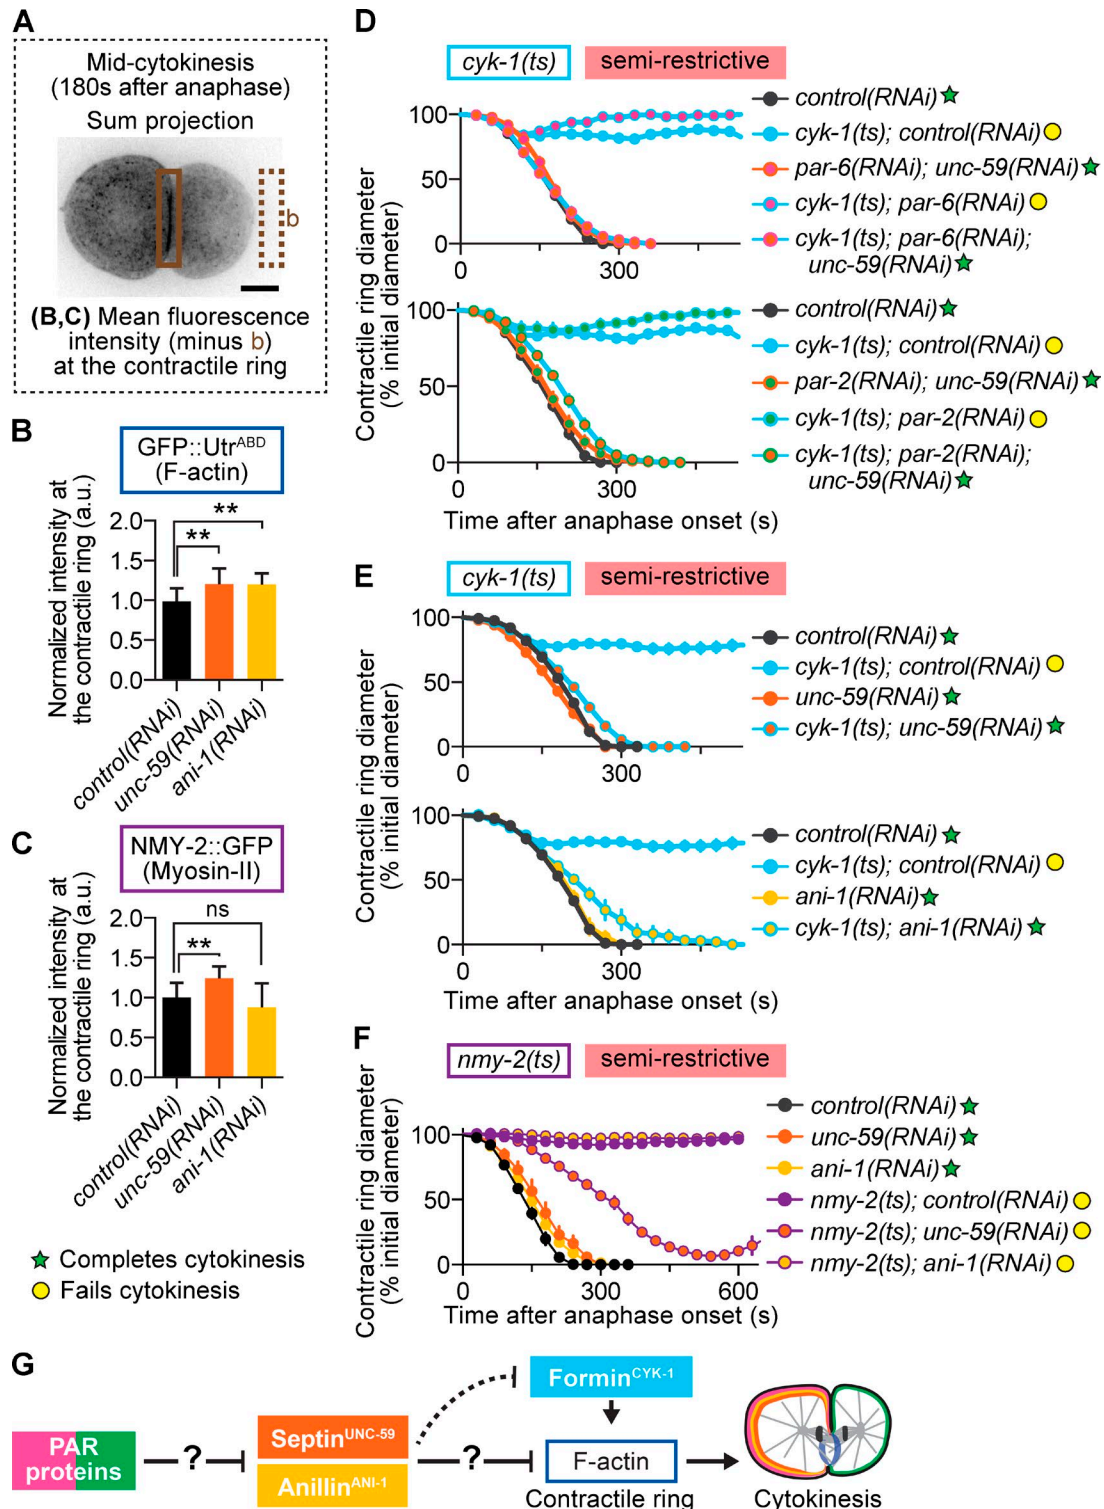 A
Mid-cytokinesis
(180s after anaphase)
Sum projection
b
(B,C) Mean fluorescence
intensity (minus b)
at the contractile ring
B
GFP::Utr^ABD
(F-actin)
Normalized intensity at
the contractile ring (a.u.)
**
**
2.0
1.5
1.0
0.5
0.0
control(RNAi)
unc-59(RNAi)
ani-1(RNAi)
C
NMY-2::GFP
(Myosin-II)
Normalized intensity at
the contractile ring (a.u.)
ns
**
2.0
1.5
1.0
0.5
0.0
control(RNAi)
unc-59(RNAi)
ani-1(RNAi)
Completes cytokinesis
Fails cytokinesis
D
cyk-1(ts)
semi-restrictive
Contractile ring diameter
(% initial diameter)
100
50
0
0
300
control(RNAi)
cyk-1(ts); control(RNAi)
par-6(RNAi); unc-59(RNAi)
cyk-1(ts); par-6(RNAi)
cyk-1(ts); par-6(RNAi);
unc-59(RNAi)
100
50
0
0
300
control(RNAi)
cyk-1(ts); control(RNAi)
par-2(RNAi); unc-59(RNAi)
cyk-1(ts); par-2(RNAi)
cyk-1(ts); par-2(RNAi);
unc-59(RNAi)
Time after anaphase onset (s)
E
cyk-1(ts)
semi-restrictive
Contractile ring diameter
(% initial diameter)
100
50
0
0
300
control(RNAi)
cyk-1(ts); control(RNAi)
unc-59(RNAi)
cyk-1(ts); unc-59(RNAi)
100
50
0
0
300
control(RNAi)
cyk-1(ts); control(RNAi)
ani-1(RNAi)
cyk-1(ts); ani-1(RNAi)
Time after anaphase onset (s)
F
nmy-2(ts)
semi-restrictive
Contractile ring diameter
(% initial diameter)
100
50
0
0
300
600
control(RNAi)
unc-59(RNAi)
ani-1(RNAi)
nmy-2(ts); control(RNAi)
nmy-2(ts); unc-59(RNAi)
nmy-2(ts); ani-1(RNAi)
Time after anaphase onset (s)
G
PAR
proteins
?
Septin^UNC-59
Anillin^ANI-1
?
Formin^CYK-1
F-actin
Contractile ring
Cytokinesis